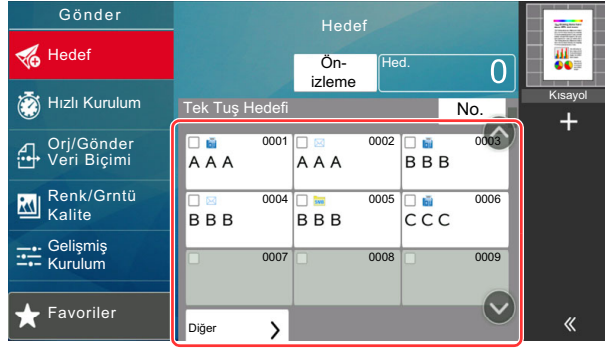 Gönder
Hedef
Hızlı Kurulum
Orj/Gönder
Veri Biçimi
Renk/Grntü
Kalite
Gelişmiş
Kurulum
Favoriler
Hedef
Ön-
izleme
Hed.
0
Tek Tuş Hedefi
No.
0001
A A A
0002
A A A
0003
B B B
0004
B B B
0005
B B B
0006
C C C
0007
0008
0009
Diğer
Kısayol